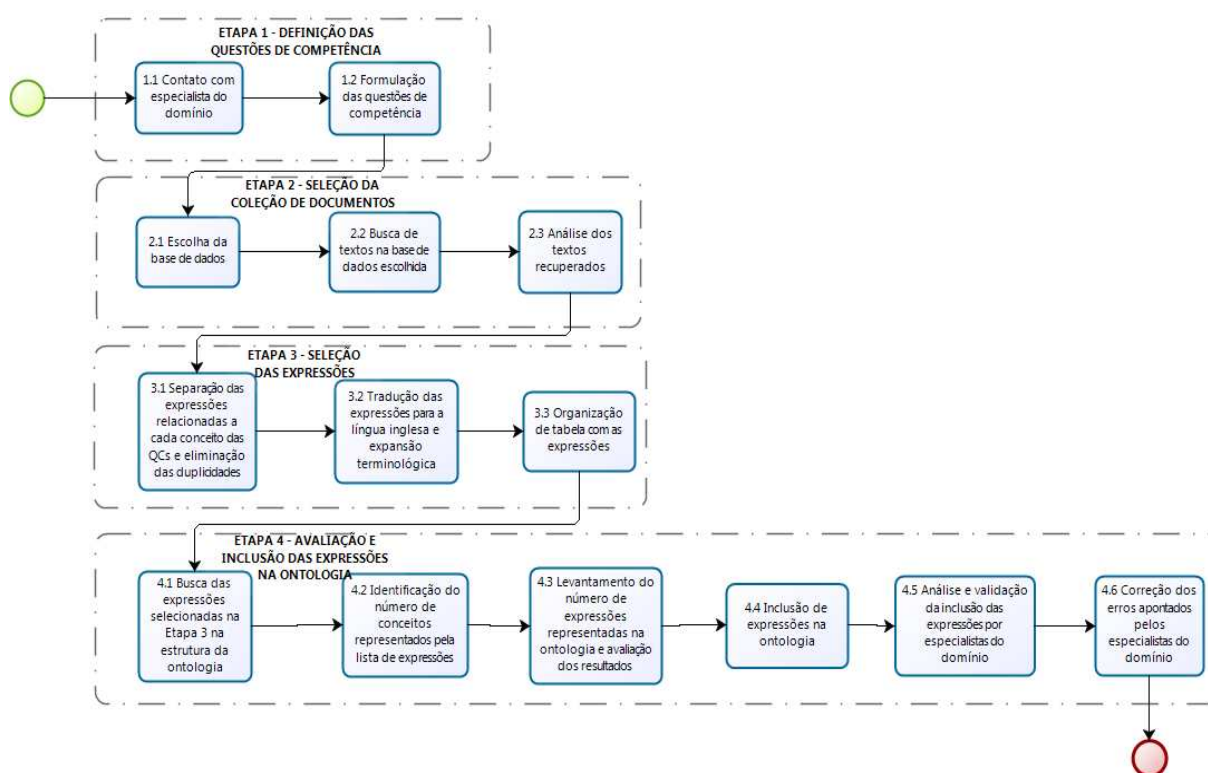 ETAPA 1 - DEFINIÇÃO DAS
QUESTÕES DE COMPETÊNCIA
1.1 Contato com
especialista do
domínio
1.2 Formulação
das questões de
competência
ETAPA 2 - SELEÇÃO DA
COLEÇÃO DE DOCUMENTOS
2.1 Escolha da
base de dados
2.2 Busca de
textos na base de
dados escolhida
2.3 Análise dos
textos
recuperados
ETAPA 3 - SELEÇÃO
DAS EXPRESSÕES
3.1 Separação das
expressões
relacionadas a
cada conceito das
QCs e eliminação
das duplicidades
3.2 Tradução das
expressões para a
língua inglesa e
expansão
terminológica
3.3 Organização
de tabela com as
expressões
ETAPA 4 - AVALIAÇÃO E
INCLUSÃO DAS EXPRESSÕES
NA ONTOLOGIA
4.1 Busca das
expressões
selecionadas na
Etapa 3 na
estrutura da
ontologia
4.2 Identificação do
número de
conceitos
representados pela
lista de expressões
4.3 Levantamento do
número de
expressões
representadas na
ontologia e avaliação
dos resultados
4.4 Inclusão de
expressões na
ontologia
4.5 Análise e validação
da inclusão das
expressões por
especialistas do
domínio
4.6 Correção dos
erros apontados
pelos
especialistas do
domínio